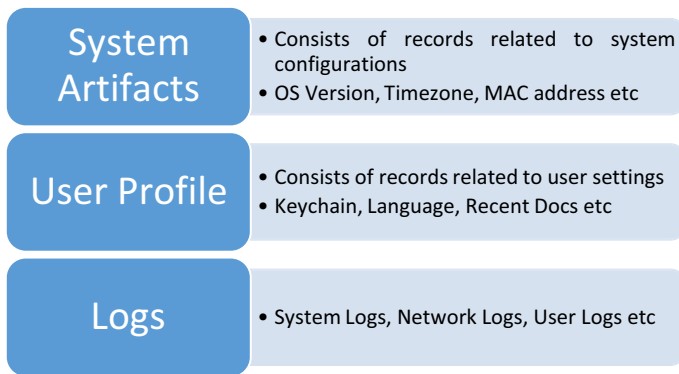 System
Artifacts
• Consists of records related to system
configurations
• OS Version, Timezone, MAC address etc
User Profile
• Consists of records related to user settings
• Keychain, Language, Recent Docs etc
Logs
• System Logs, Network Logs, User Logs etc